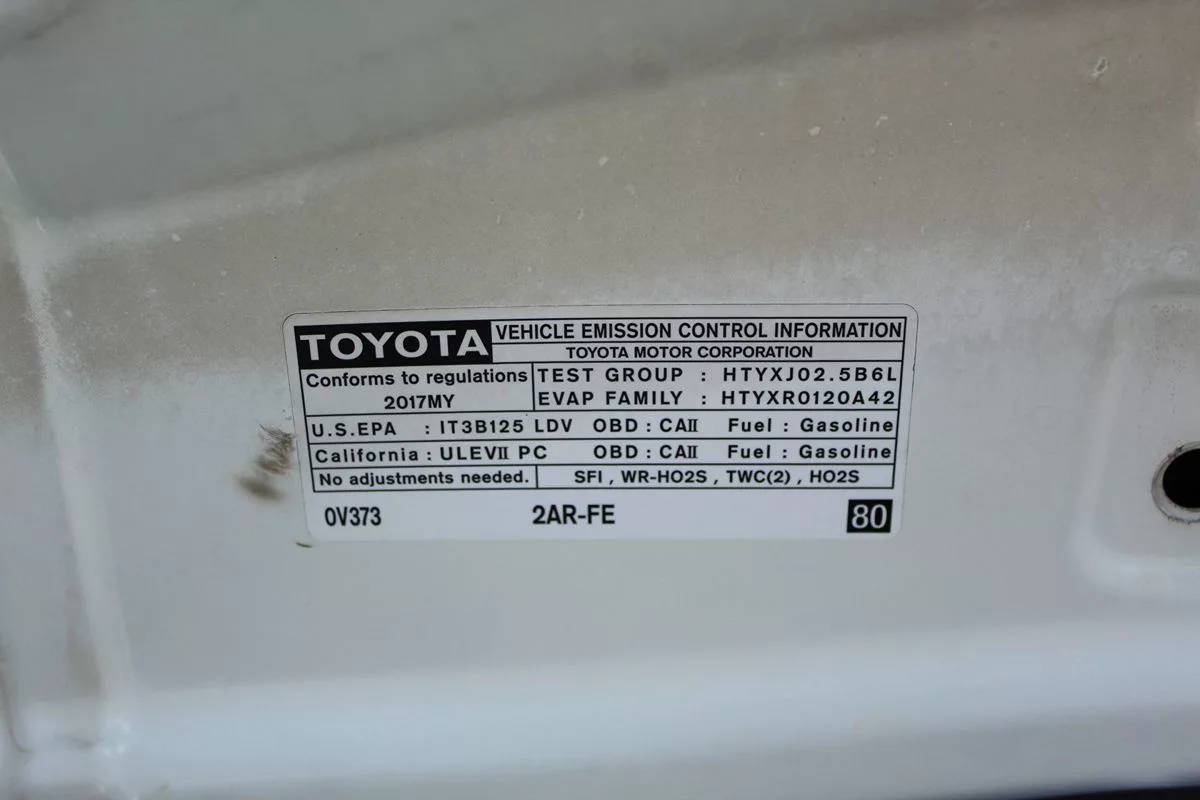 TOYOTA VEHICLE EMISSION CONTROL INFORMATION
TOYOTA MOTOR CORPORATION
Conforms to regulations TEST GROUP : HTYXJ02.5B6L
2017MY EVAP FAMILY : HTYXR0120A42
U.S.EPA : IT3B125 LDV OBD : CAII Fuel : Gasoline
California : ULEVII PC OBD : CAII Fuel : Gasoline
No adjustments needed. SFI , WR-HO2S , TWC(2) , HO2S
0V373 2AR-FE 80